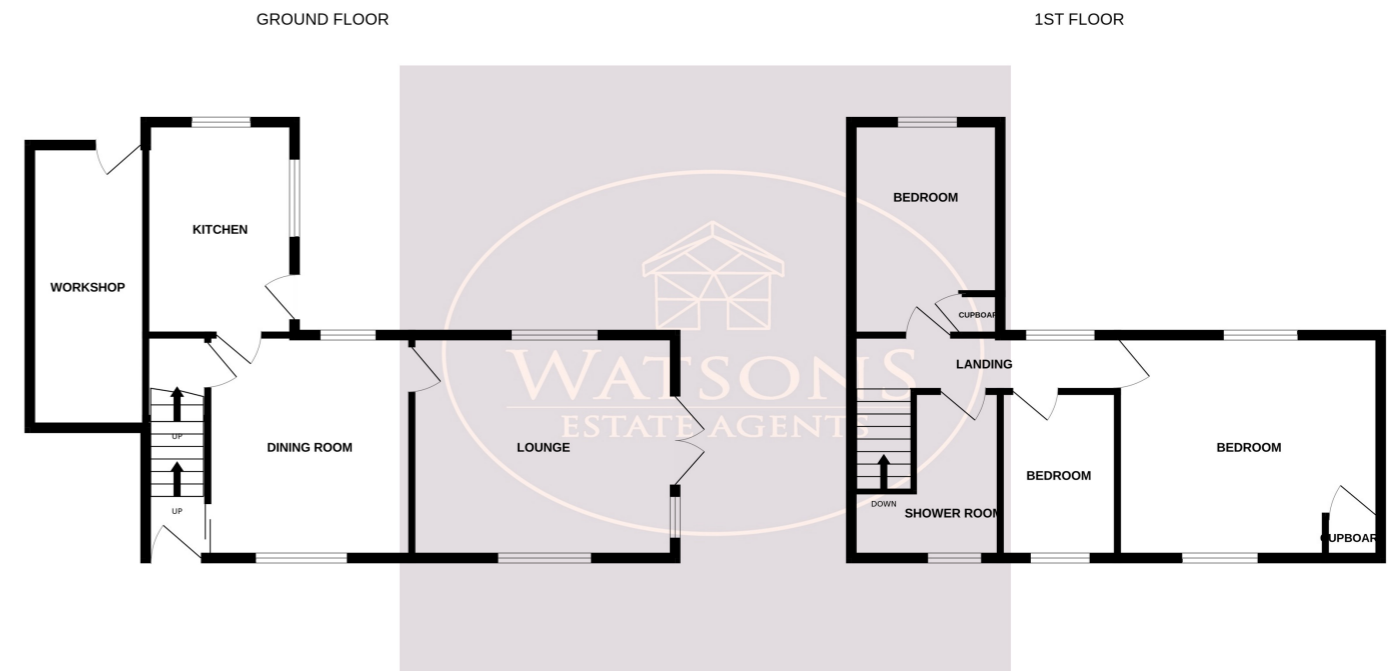 GROUND FLOOR
1ST FLOOR
KITCHEN
WORKSHOP
UP
DINING ROOM
LOUNGE
UP
WATSONS
ESTATE AGENTS
BEDROOM
CUPBOAR
LANDING
BEDROOM
BEDROOM
DOWN
SHOWER ROOM
CUPBOAR